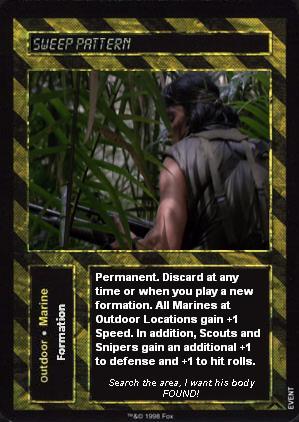 SWEEP PATTERN
Outdoor • Marine
Formation
Permanent. Discard at any
time or when you play a new
formation. All Marines at
Outdoor Locations gain +1
Speed. In addition, Scouts and
Snipers gain an additional +1
to defense and +1 to hit rolls.
Search the area, I want his body
FOUND!
EVENT
™&© 1998 Fox